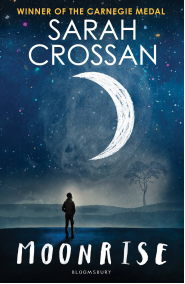 WINNER OF THE CARNEGIE MEDAL
SARAH
CROSSAN
MOONRISE
BLOOMSBURY